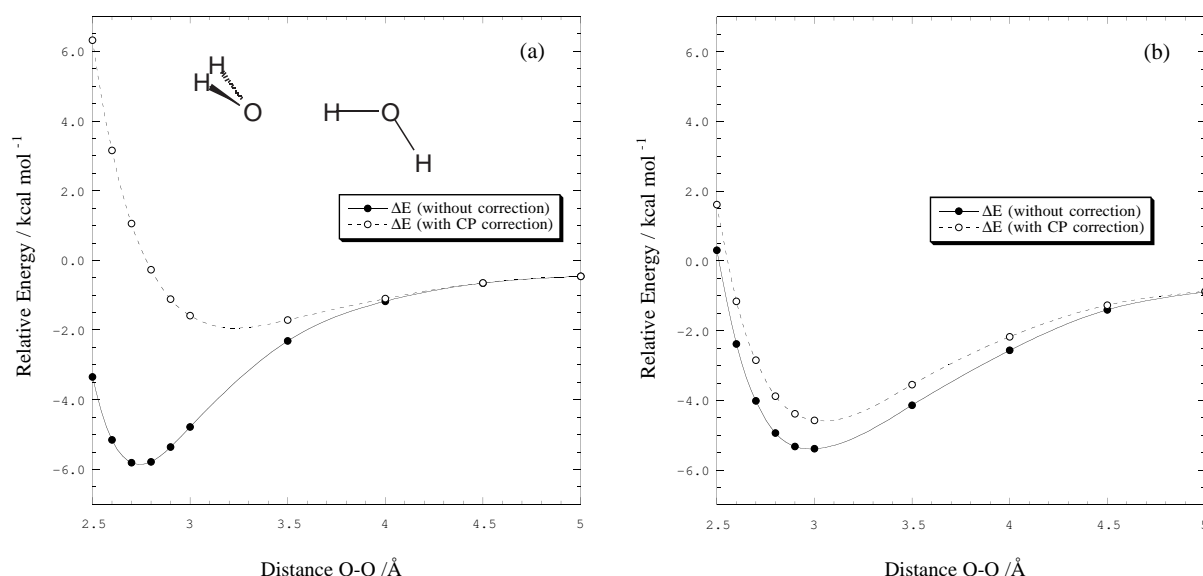 (a)
6.0
4.0
2.0
0.0
-2.0
-4.0
-6.0
Relative Energy / kcal mol -1
H
H
O
H
O
H
ΔE (without correction)
ΔE (with CP correction)
2.5
3
3.5
4
4.5
5
Distance O-O /Å
(b)
6.0
4.0
2.0
0.0
-2.0
-4.0
-6.0
Relative Energy / kcal mol -1
ΔE (without correction)
ΔE (with CP correction)
2.5
3
3.5
4
4.5
5
Distance O-O /Å